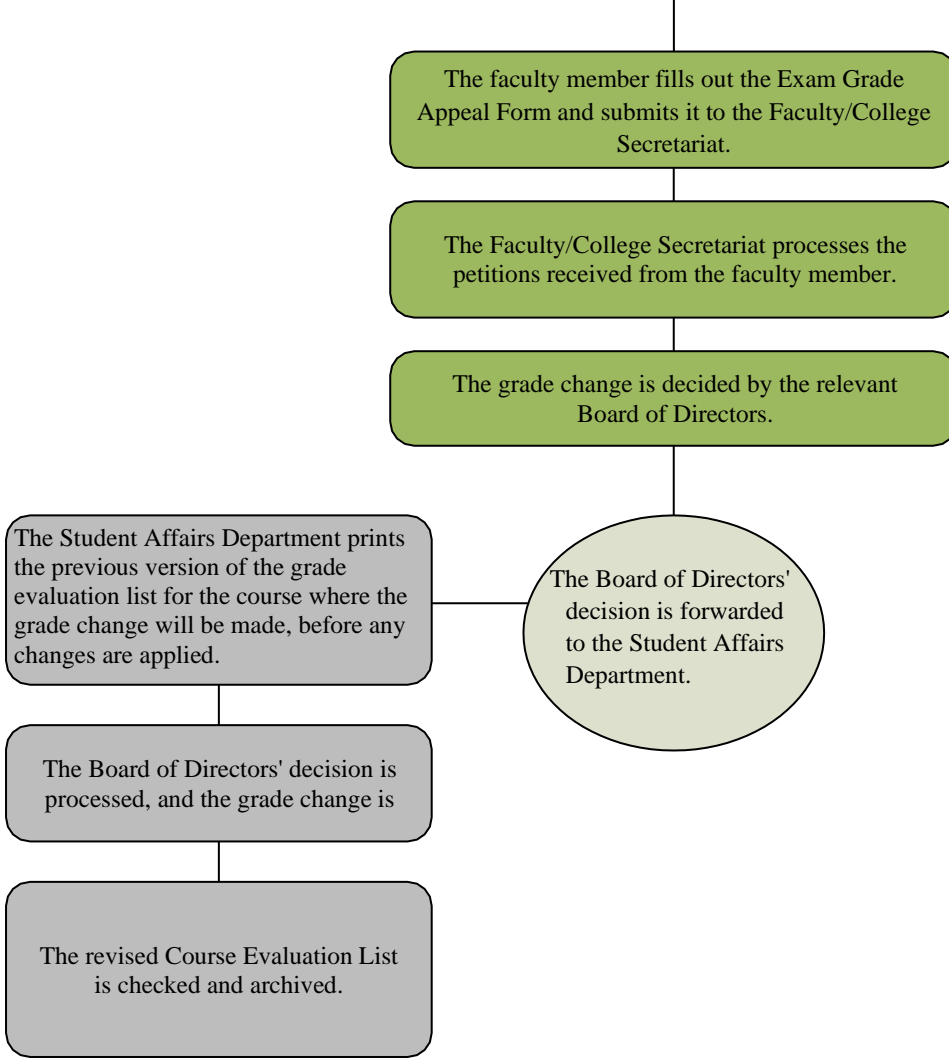 The faculty member fills out the Exam Grade
Appeal Form and submits it to the Faculty/College
Secretariat.
The Faculty/College Secretariat processes the
petitions received from the faculty member.
The grade change is decided by the relevant
Board of Directors.
The Board of Directors'
decision is forwarded
to the Student Affairs
Department.
The Student Affairs Department prints
the previous version of the grade
evaluation list for the course where the
grade change will be made, before any
changes are applied.
The Board of Directors' decision is
processed, and the grade change is
The revised Course Evaluation List
is checked and archived.